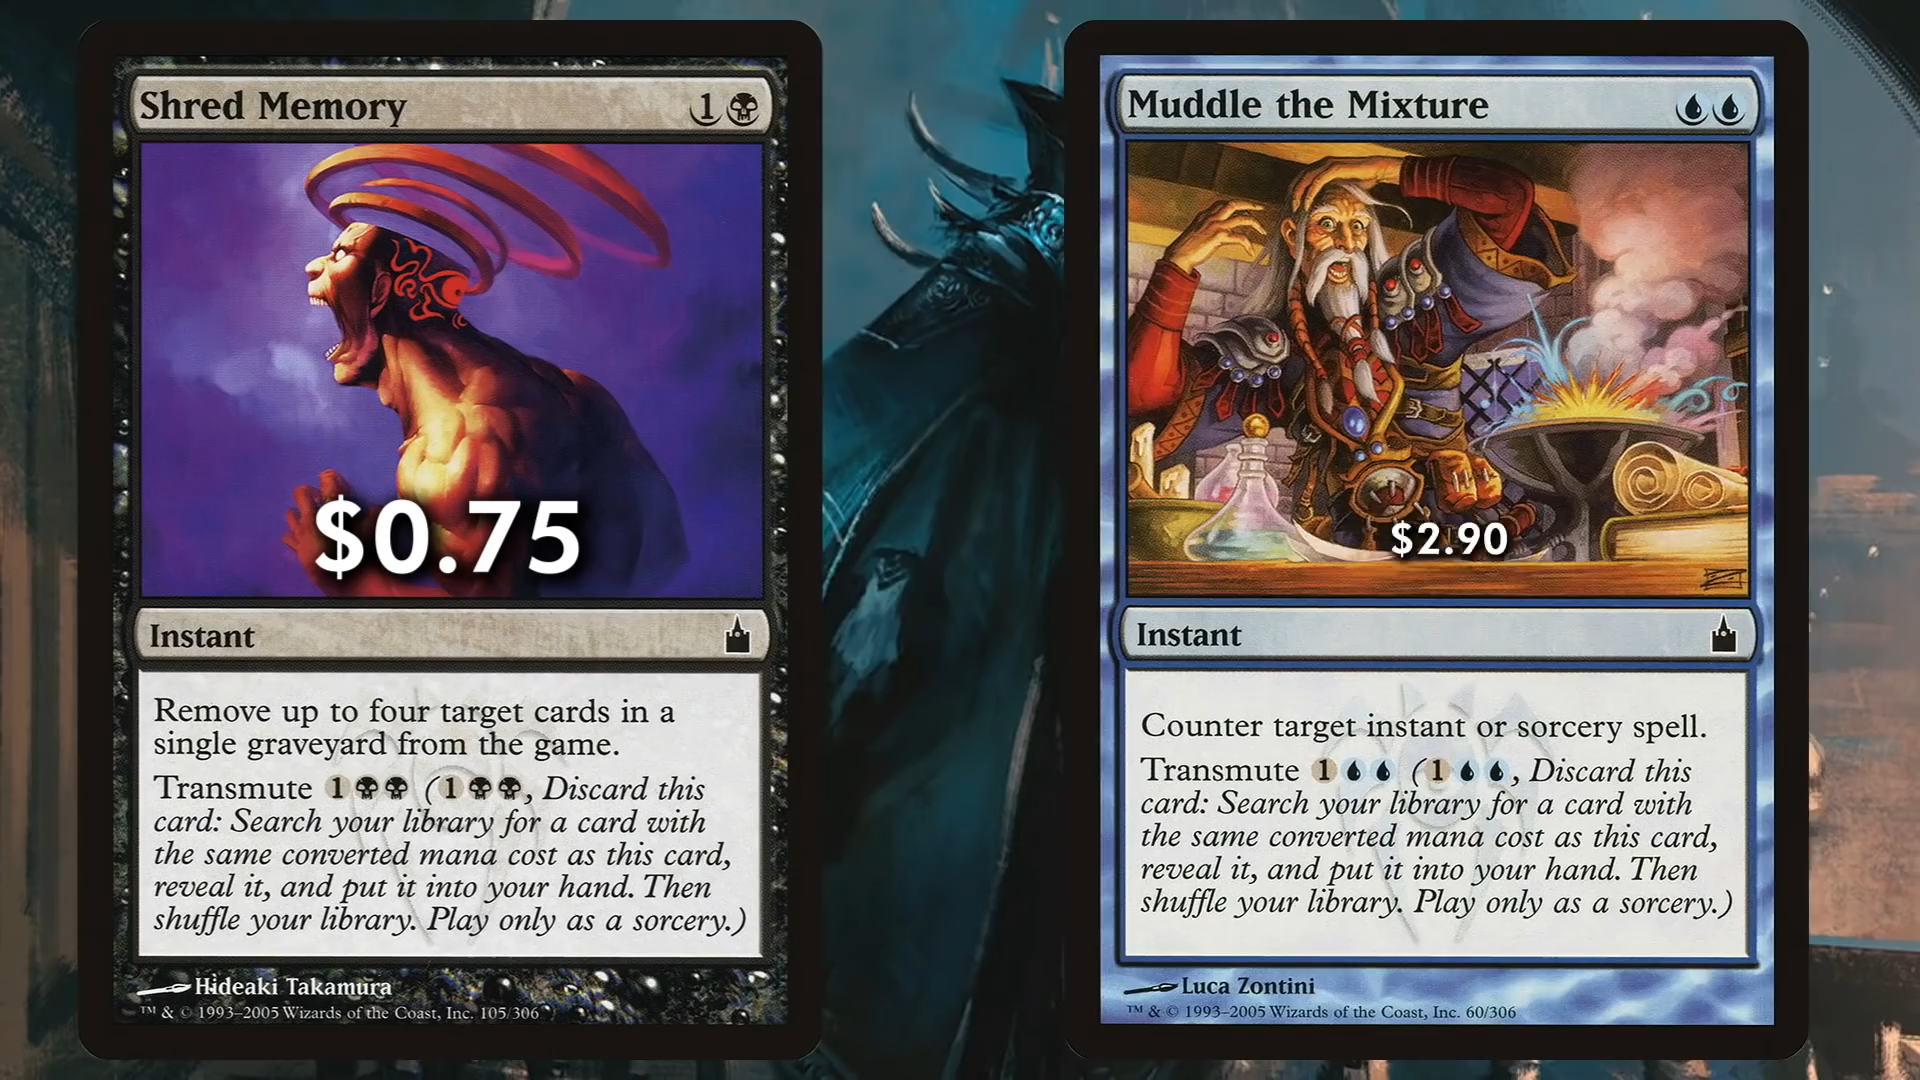 Shred Memory 1
$0.75
Instant
Remove up to four target cards in a
single graveyard from the game.
Transmute 1 (1, Discard this
card: Search your library for a card with
the same converted mana cost as this card,
reveal it, and put it into your hand. Then
shuffle your library. Play only as a sorcery.)
Hideaki Takamura
™ & © 1993–2005 Wizards of the Coast, Inc. 105/306
Muddle the Mixture
$2.90
Instant
Counter target instant or sorcery spell.
Transmute 1 (1, Discard this
card: Search your library for a card with
the same converted mana cost as this card,
reveal it, and put it into your hand. Then
shuffle your library. Play only as a sorcery.)
Luca Zontini
™ & © 1993–2005 Wizards of the Coast, Inc. 60/306